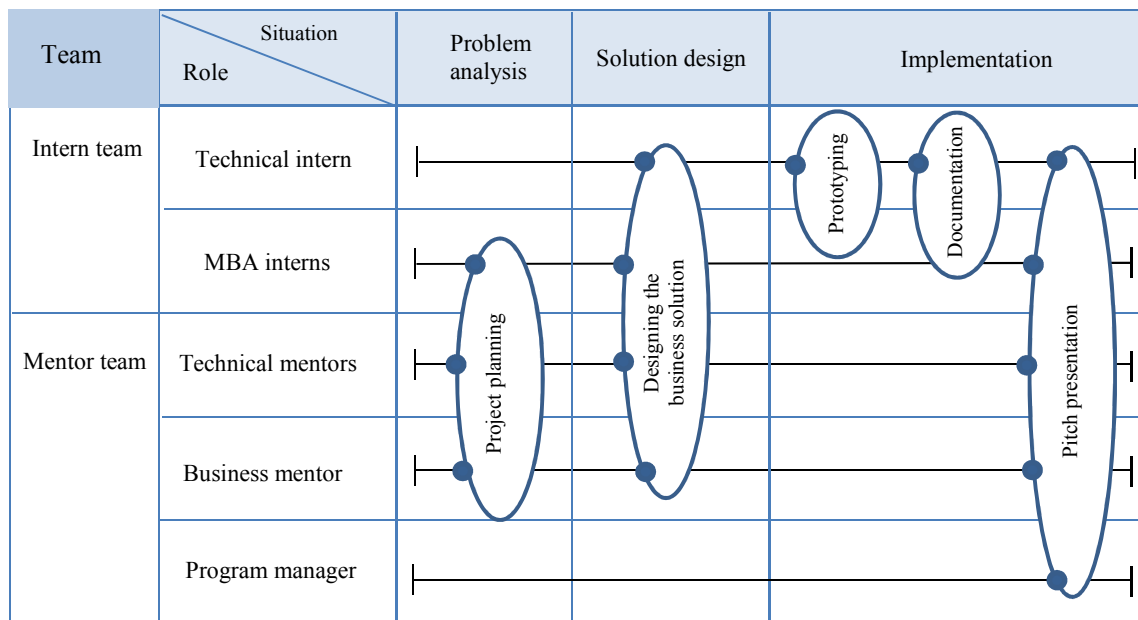 Team
Situation
Role
Problem
analysis
Solution design
Implementation
Intern team
Technical intern
Prototyping
Documentation
MBA interns
Mentor team
Technical mentors
Project planning
Designing the
business solution
Pitch presentation
Business mentor
Program manager